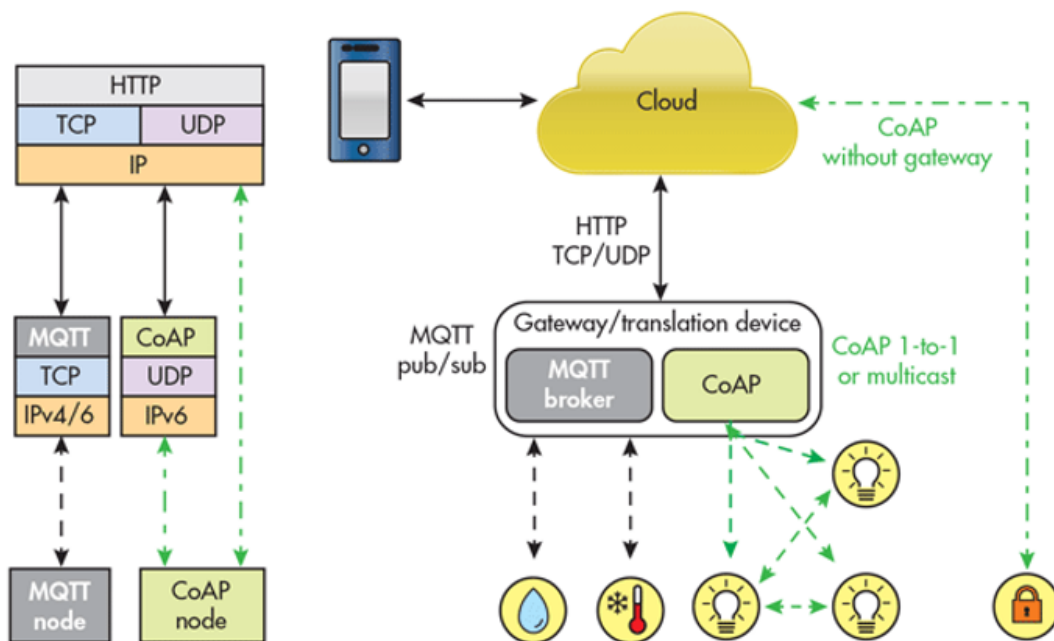 HTTP
TCP
UDP
IP
MQTT
TCP
IPv4/6
CoAP
UDP
IPv6
MQTT
node
CoAP
node
Cloud
CoAP
without gateway
HTTP
TCP/UDP
MQTT
pub/sub
Gateway/translation device
MQTT
broker
CoAP
CoAP 1-to-1
or multicast